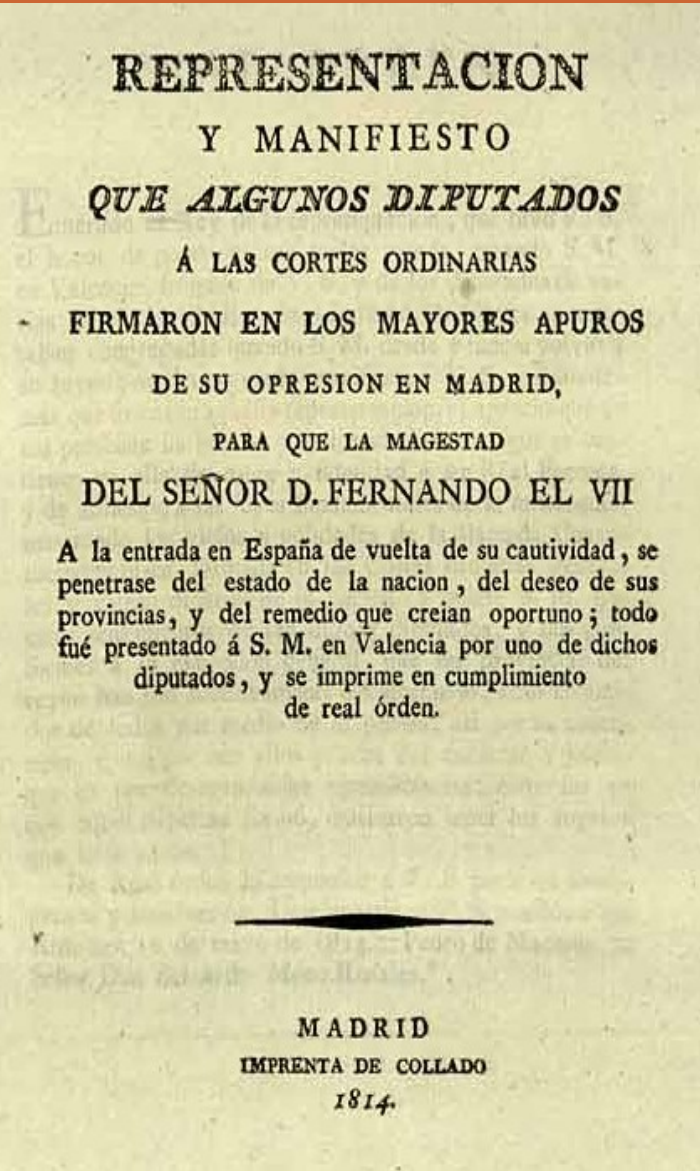 REPRESENTACION
Y MANIFIESTO
QUE ALGUNOS DIPUTADOS
Á LAS CORTES ORDINARIAS
FIRMARON EN LOS MAYORES APUROS
DE SU OPRESION EN MADRID,
PARA QUE LA MAGESTAD
DEL SEÑOR D. FERNANDO EL VII
A la entrada en España de vuelta de su cautividad, se
penetrase del estado de la nacion, del deseo de sus
provincias, y del remedio que creian oportuno; todo
fué presentado á S. M. en Valencia por uno de dichos
diputados, y se imprime en cumplimiento
de real órden.
MADRID
IMPRENTA DE COLLADO
1814.